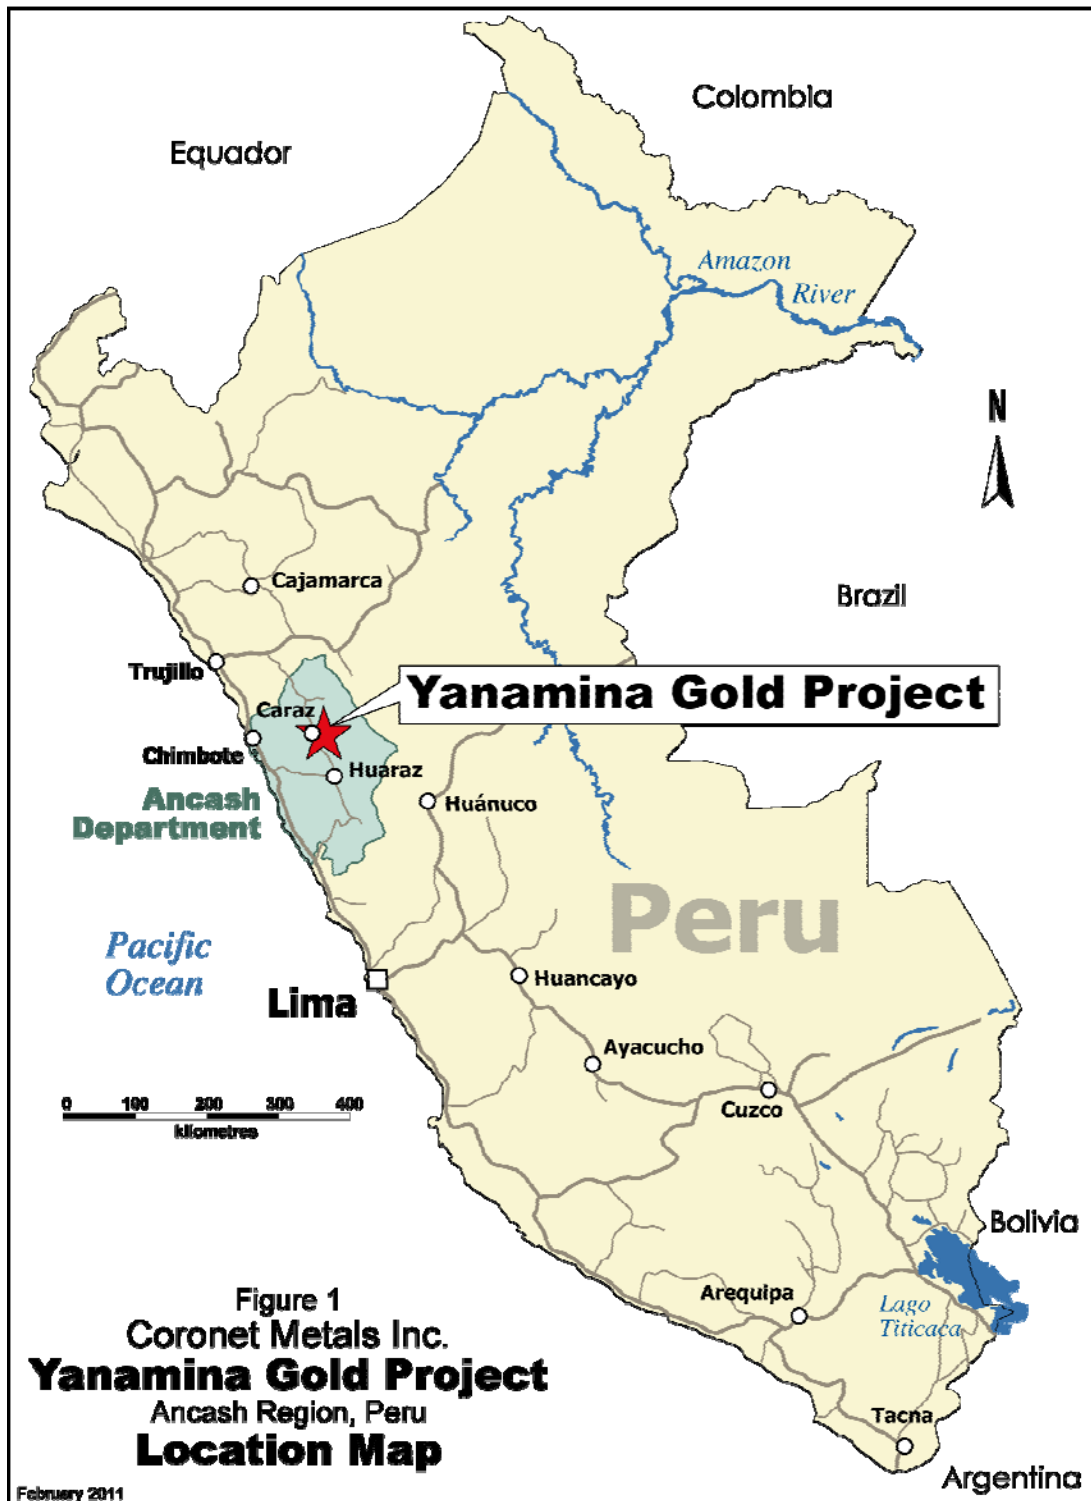 Colombia
Equador
Amazon
River
N
Cajamarca
Brazil
Trujillo
Yanamina Gold Project
Caraz
Chimbote
Huaraz
Ancash
Department
Huánuco
Peru
Pacific
Ocean
Huancayo
Lima
Ayacucho
0 100 200 300 400
kilometres
Cuzco
Bolivia
Arequipa
Lago
Titicaca
Figure 1
Coronet Metals Inc.
Yanamina Gold Project
Ancash Region, Peru
Location Map
Tacna
Argentina
February 2011